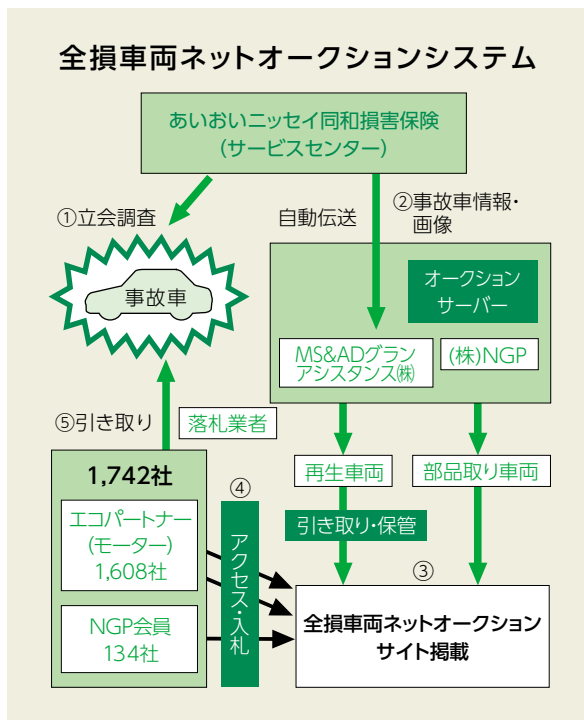 全損車両ネットオークションシステム
あいおいニッセイ同和損害保険
(サービスセンター)
①立会調査
自動伝送
②事故車情報・
画像
事故車
オークション
サーバー
MS&ADグラン
アシスタンス㈱
(株)NGP
⑤引き取り
落札業者
再生車両
部品取り車両
1,742社
④
エコパートナー
(モーター)
1,608社
アクセス・入札
引き取り・保管
③
NGP会員
134社
全損車両ネットオークション
サイト掲載